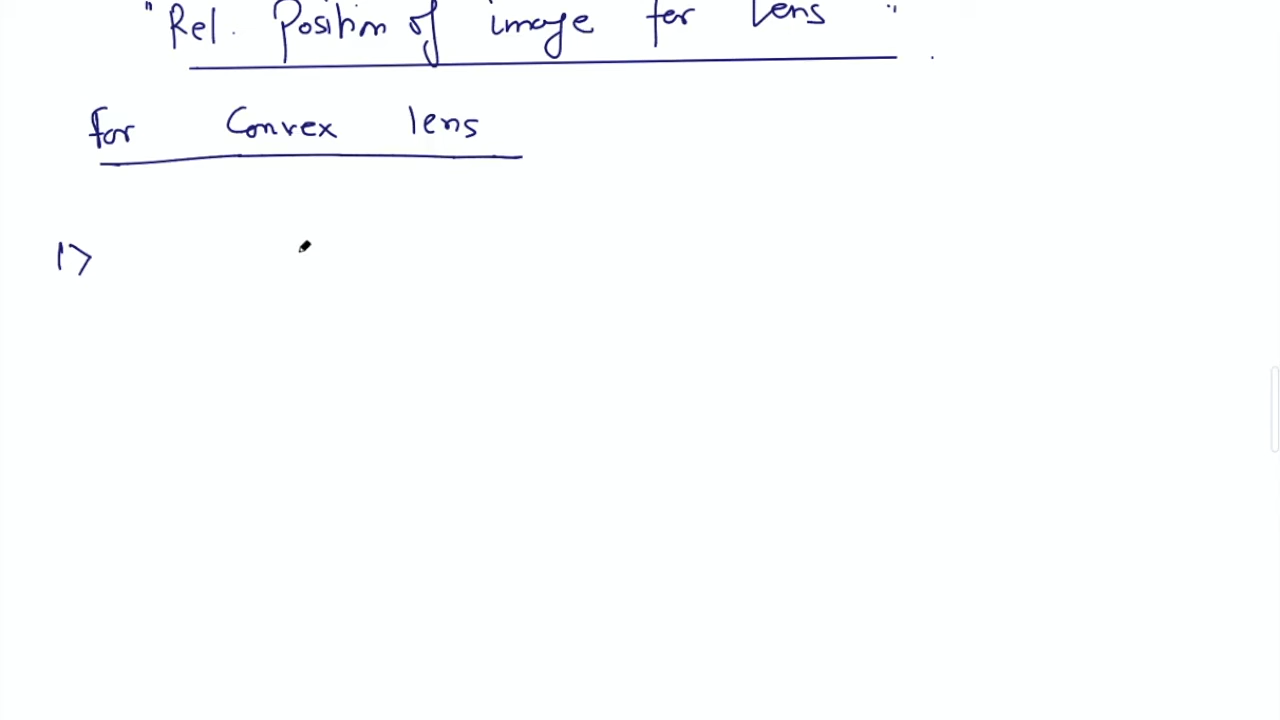 "Rel. Position of image for lens "
for Convex lens
1>